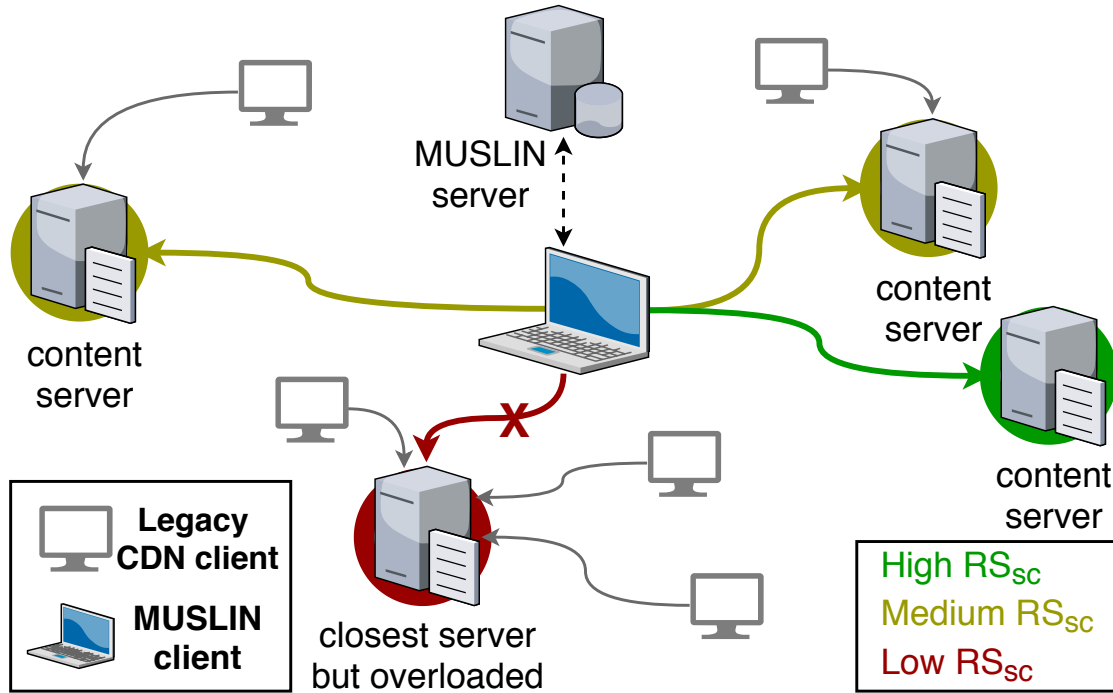 MUSLIN
server
content
server
content
server
content
server
X
closest server
but overloaded
Legacy
CDN client
MUSLIN
client
High RSsc
Medium RSsc
Low RSsc